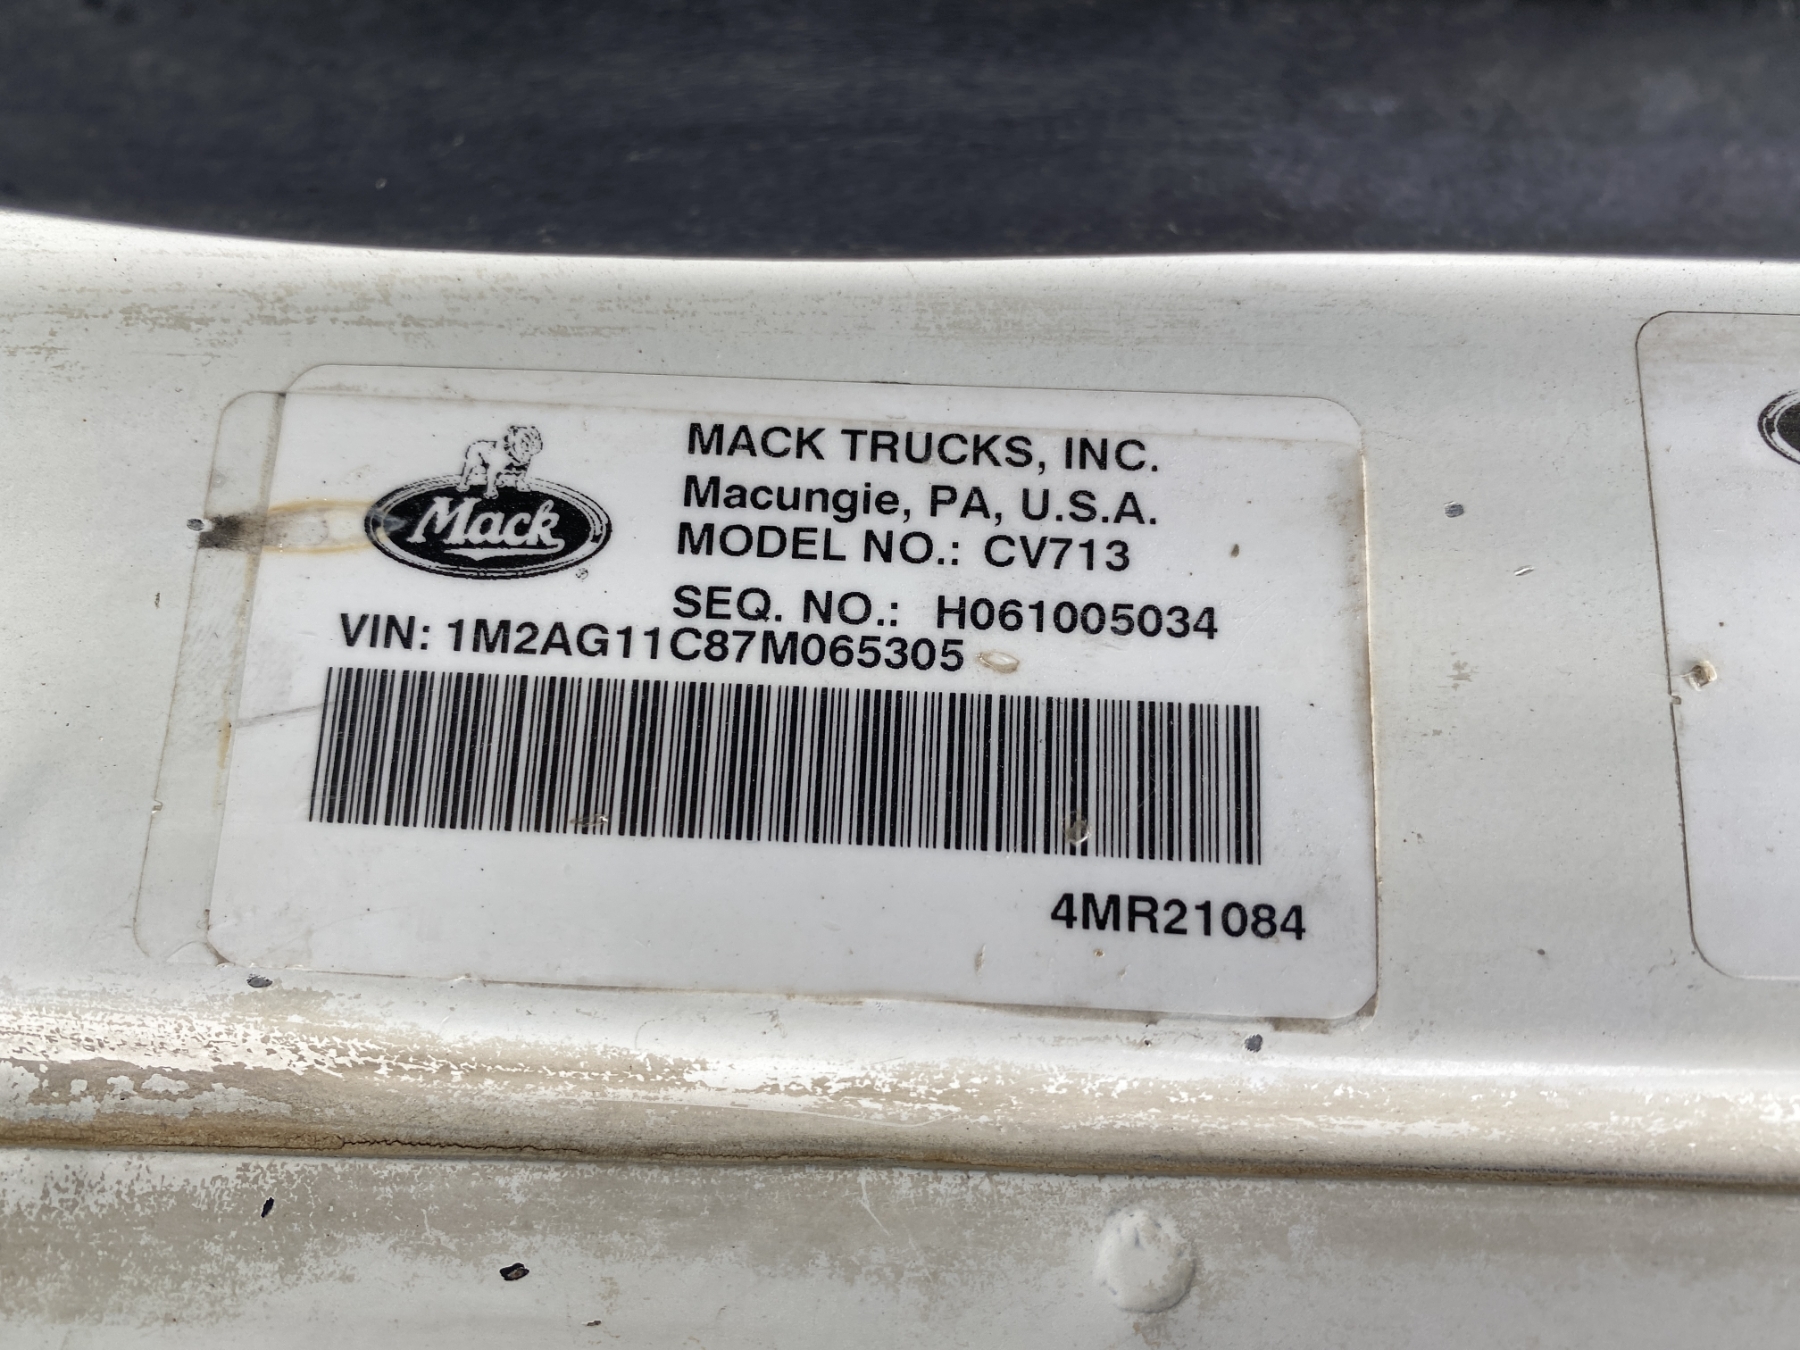 Mack
MACK TRUCKS, INC.
Macungie, PA, U.S.A.
MODEL NO.: CV713
SEQ. NO.: H061005034
VIN: 1M2AG11C87M065305
4MR21084